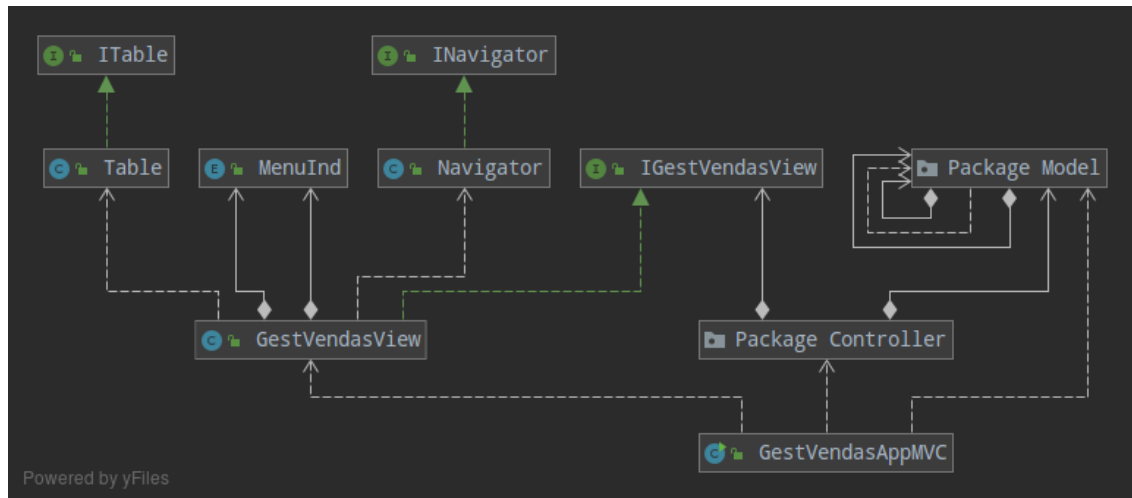 ITable
INavigator
Table
MenuInd
Navigator
IGestVendasView
Package Model
GestVendasView
Package Controller
GestVendasAppMVC
Powered by yFiles